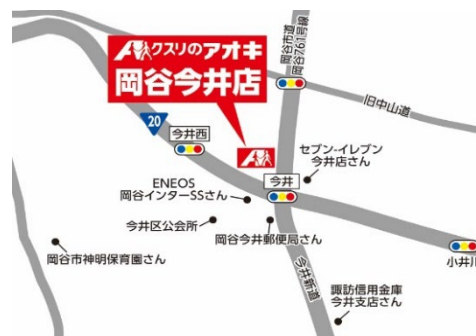 クスリのアオキ
岡谷今井店
岡谷市道
岡谷761号線
旧中山道
20
今井西
セブン-イレブン
今井店さん
ENEOS
岡谷インターSSさん
今井
今井区公会所
岡谷今井郵便局さん
岡谷市神明保育園さん
小井川
今井新道
諏訪信用金庫
今井支店さん